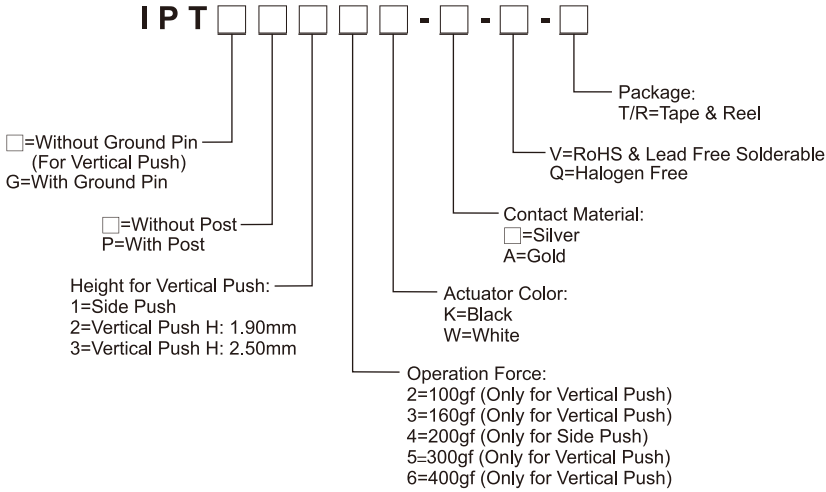 IPT□□□□□-□-□-□
Package:
T/R=Tape & Reel
□=Without Ground Pin
(For Vertical Push)
G=With Ground Pin
V=RoHS & Lead Free Solderable
Q=Halogen Free
□=Without Post
P=With Post
Contact Material:
□=Silver
A=Gold
Height for Vertical Push:
1=Side Push
2=Vertical Push H: 1.90mm
3=Vertical Push H: 2.50mm
Actuator Color:
K=Black
W=White
Operation Force:
2=100gf (Only for Vertical Push)
3=160gf (Only for Vertical Push)
4=200gf (Only for Side Push)
5=300gf (Only for Vertical Push)
6=400gf (Only for Vertical Push)